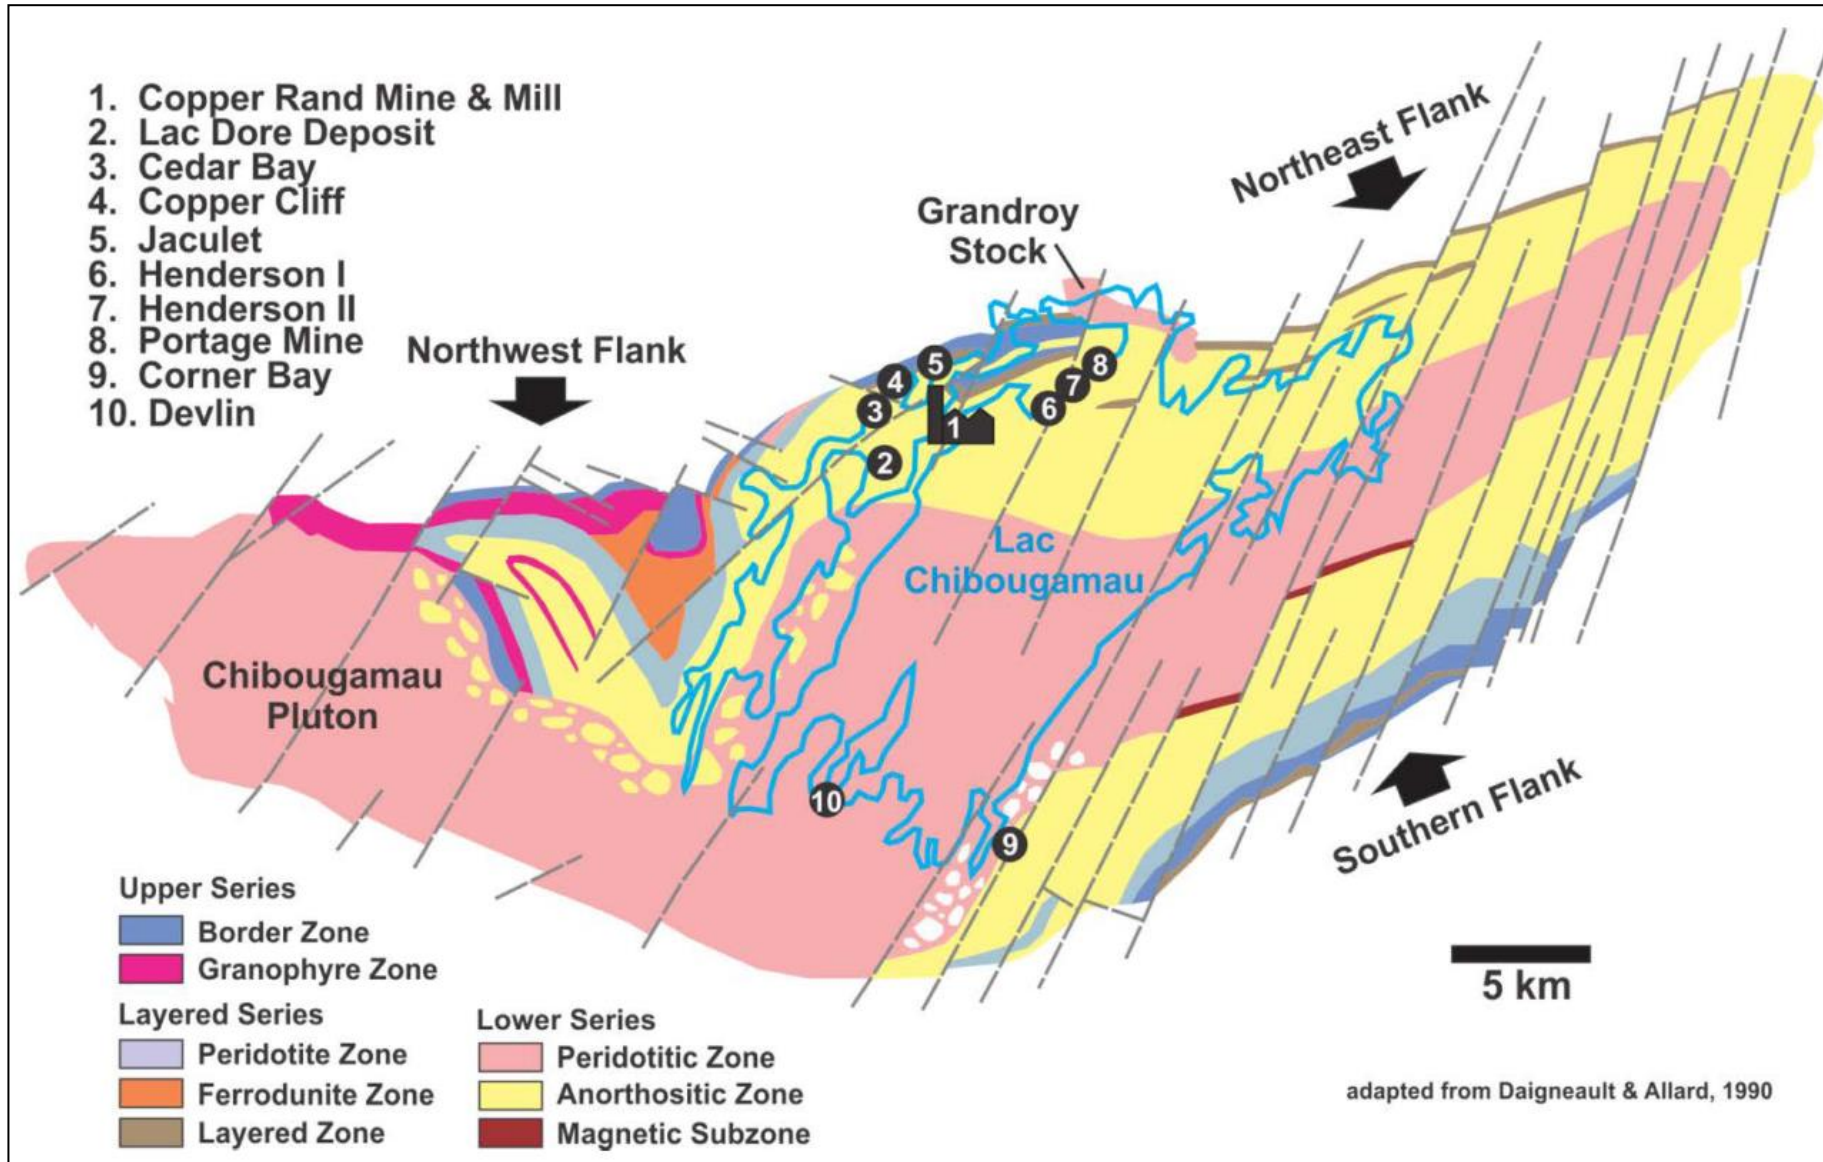 1. Copper Rand Mine & Mill
2. Lac Dore Deposit
3. Cedar Bay
4. Copper Cliff
5. Jaculet
6. Henderson I
7. Henderson II
8. Portage Mine
9. Corner Bay
10. Devlin
Northwest Flank
Grandroy
Stock
Northeast Flank
5
4
3
8
7
6
1
2
Lac
Chibougamau
Chibougamau
Pluton
10
9
Southern Flank
Upper Series
Border Zone
Granophyre Zone
Layered Series
Peridotite Zone
Ferrodunite Zone
Layered Zone
Lower Series
Peridotitic Zone
Anorthositic Zone
Magnetic Subzone
5 km
adapted from Daigneault & Allard, 1990